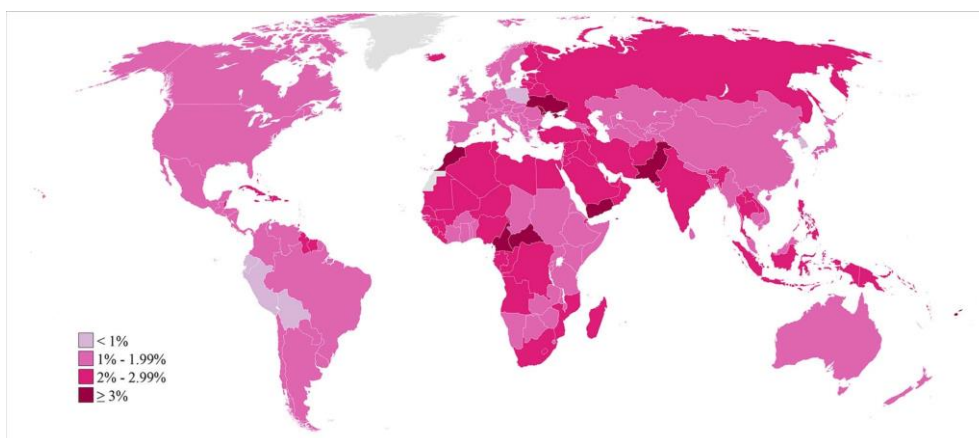 < 1%
1% - 1.99%
2% - 2.99%
≥ 3%